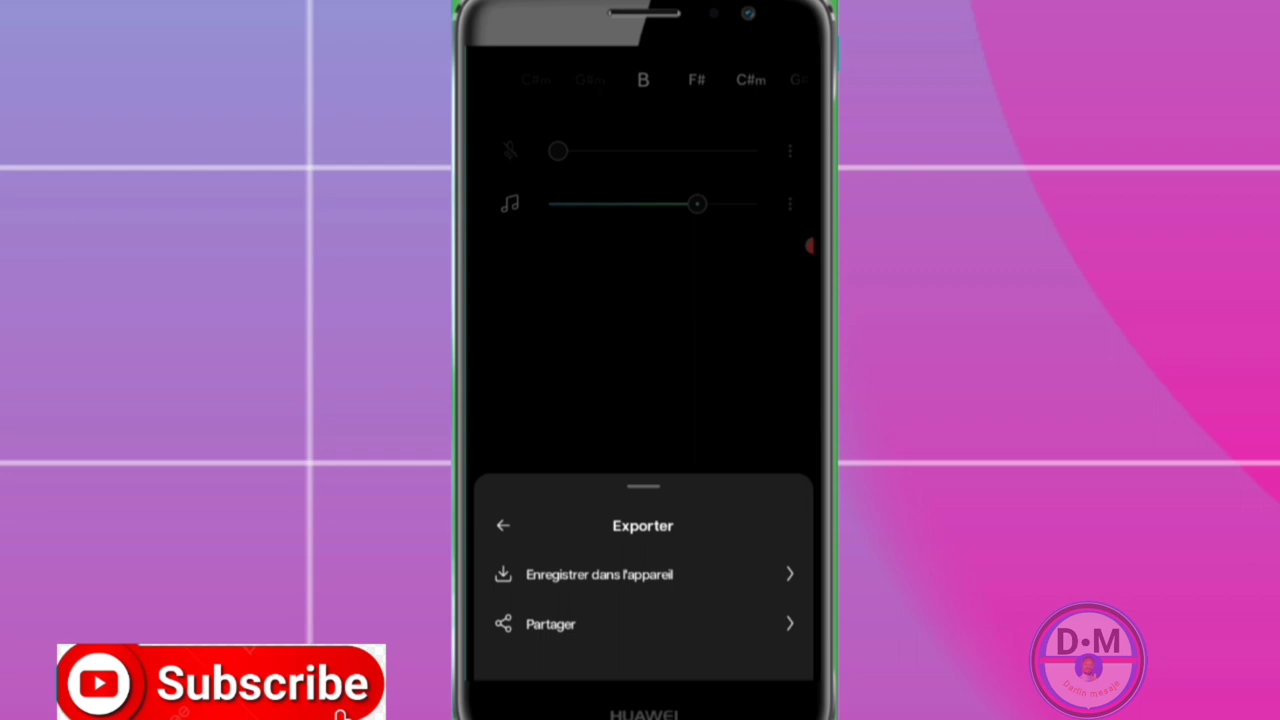 C#m G#m B F# C#m G#
Exporter
Enregistrer dans l'appareil
Partager
Subscribe
D•M
HUAWEI